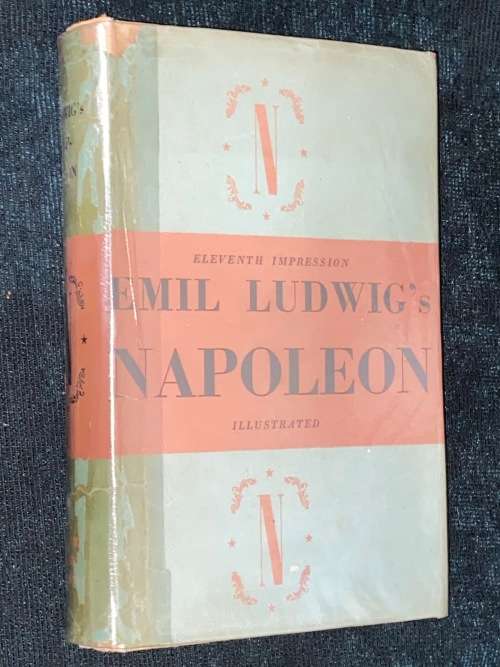 N
ELEVENTH IMPRESSION
EMIL LUDWIG's
NAPOLEON
ILLUSTRATED
N